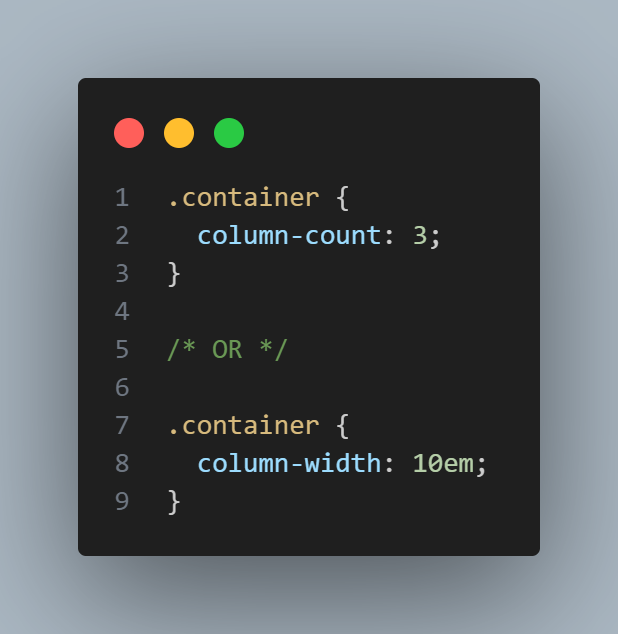 1 .container {
2   column-count: 3;
3 }
4
5 /* OR */
6
7 .container {
8   column-width: 10em;
9 }